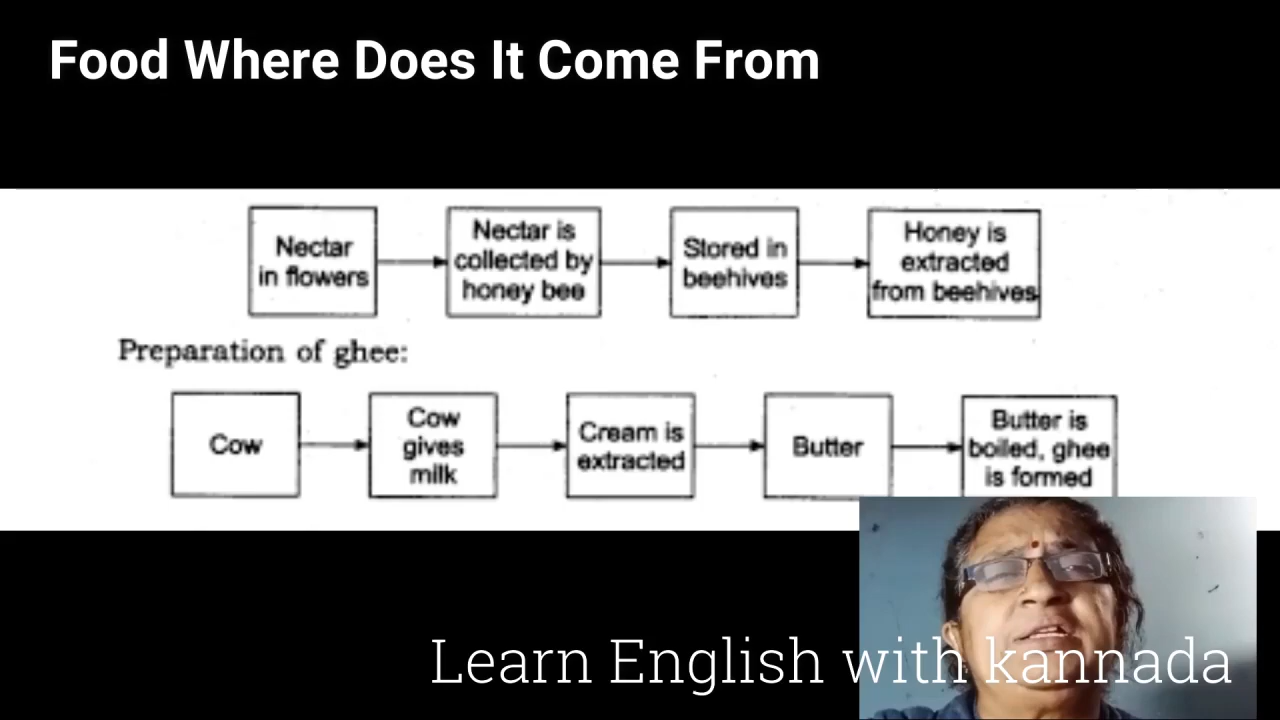 Food Where Does It Come From
Nectar
in flowers
Nectar is
collected by
honey bee
Stored in
beehives
Honey is
extracted
from beehives
Preparation of ghee:
Cow
Cow
gives
milk
Cream is
extracted
Butter
Butter is
boiled, ghee
is formed
Learn English with kannada